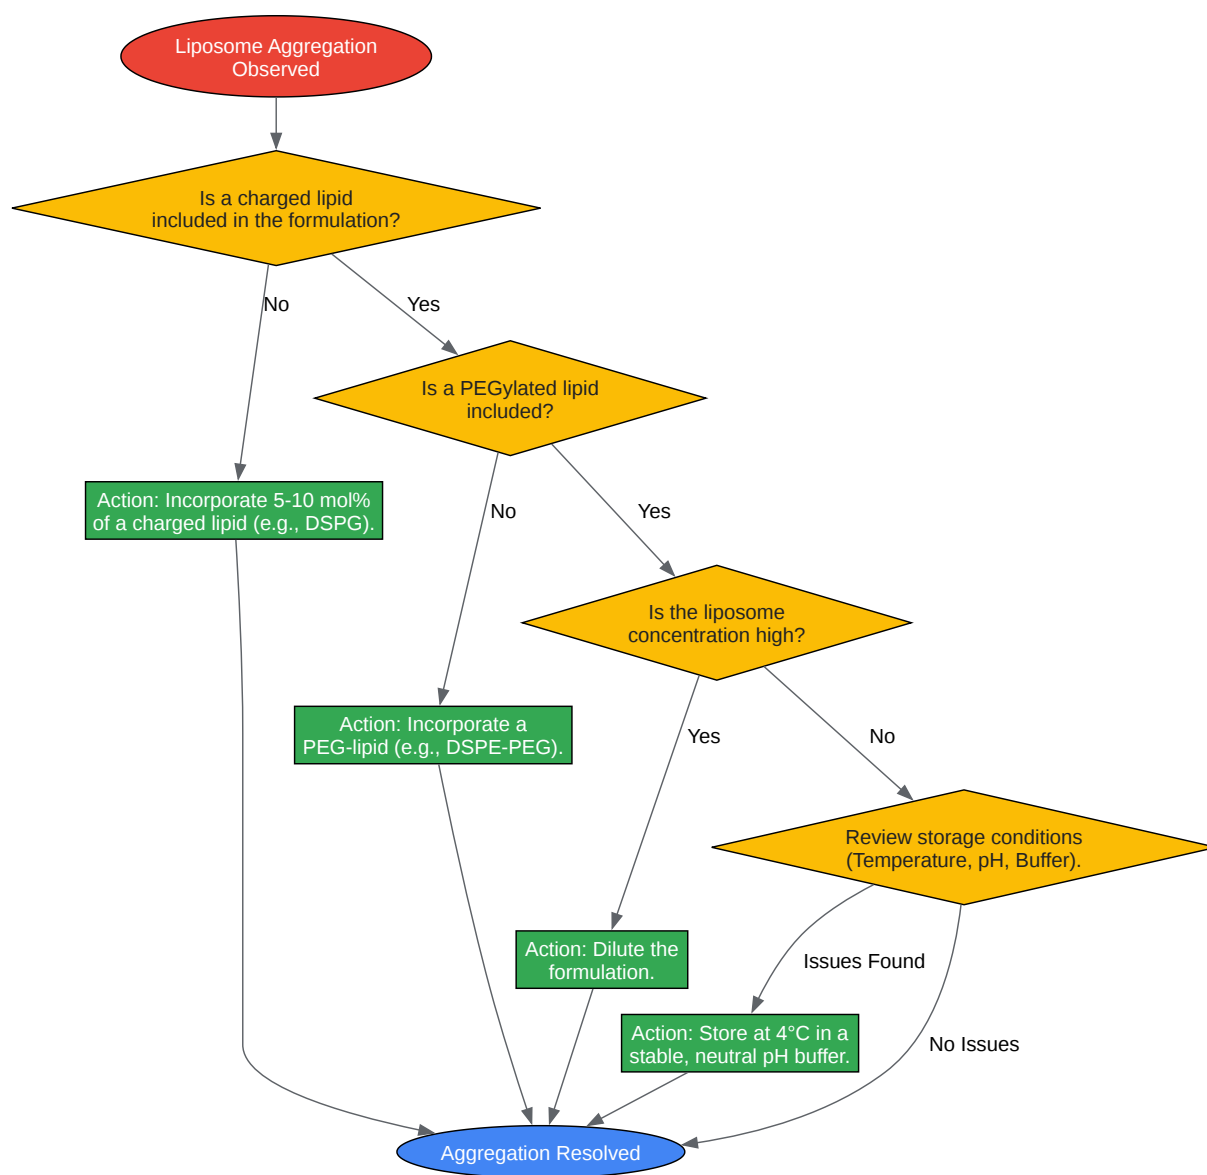 Liposome Aggregation
Observed
Is a charged lipid
included in the formulation?
No
Yes
Is a PEGylated lipid
included?
Action: Incorporate 5-10 mol%
of a charged lipid (e.g., DSPG).
No
Yes
Is the liposome
concentration high?
Action: Incorporate a
PEG-lipid (e.g., DSPE-PEG).
Yes
No
Review storage conditions
(Temperature, pH, Buffer).
Action: Dilute the
formulation.
Issues Found
Action: Store at 4°C in a
stable, neutral pH buffer.
No Issues
Aggregation Resolved